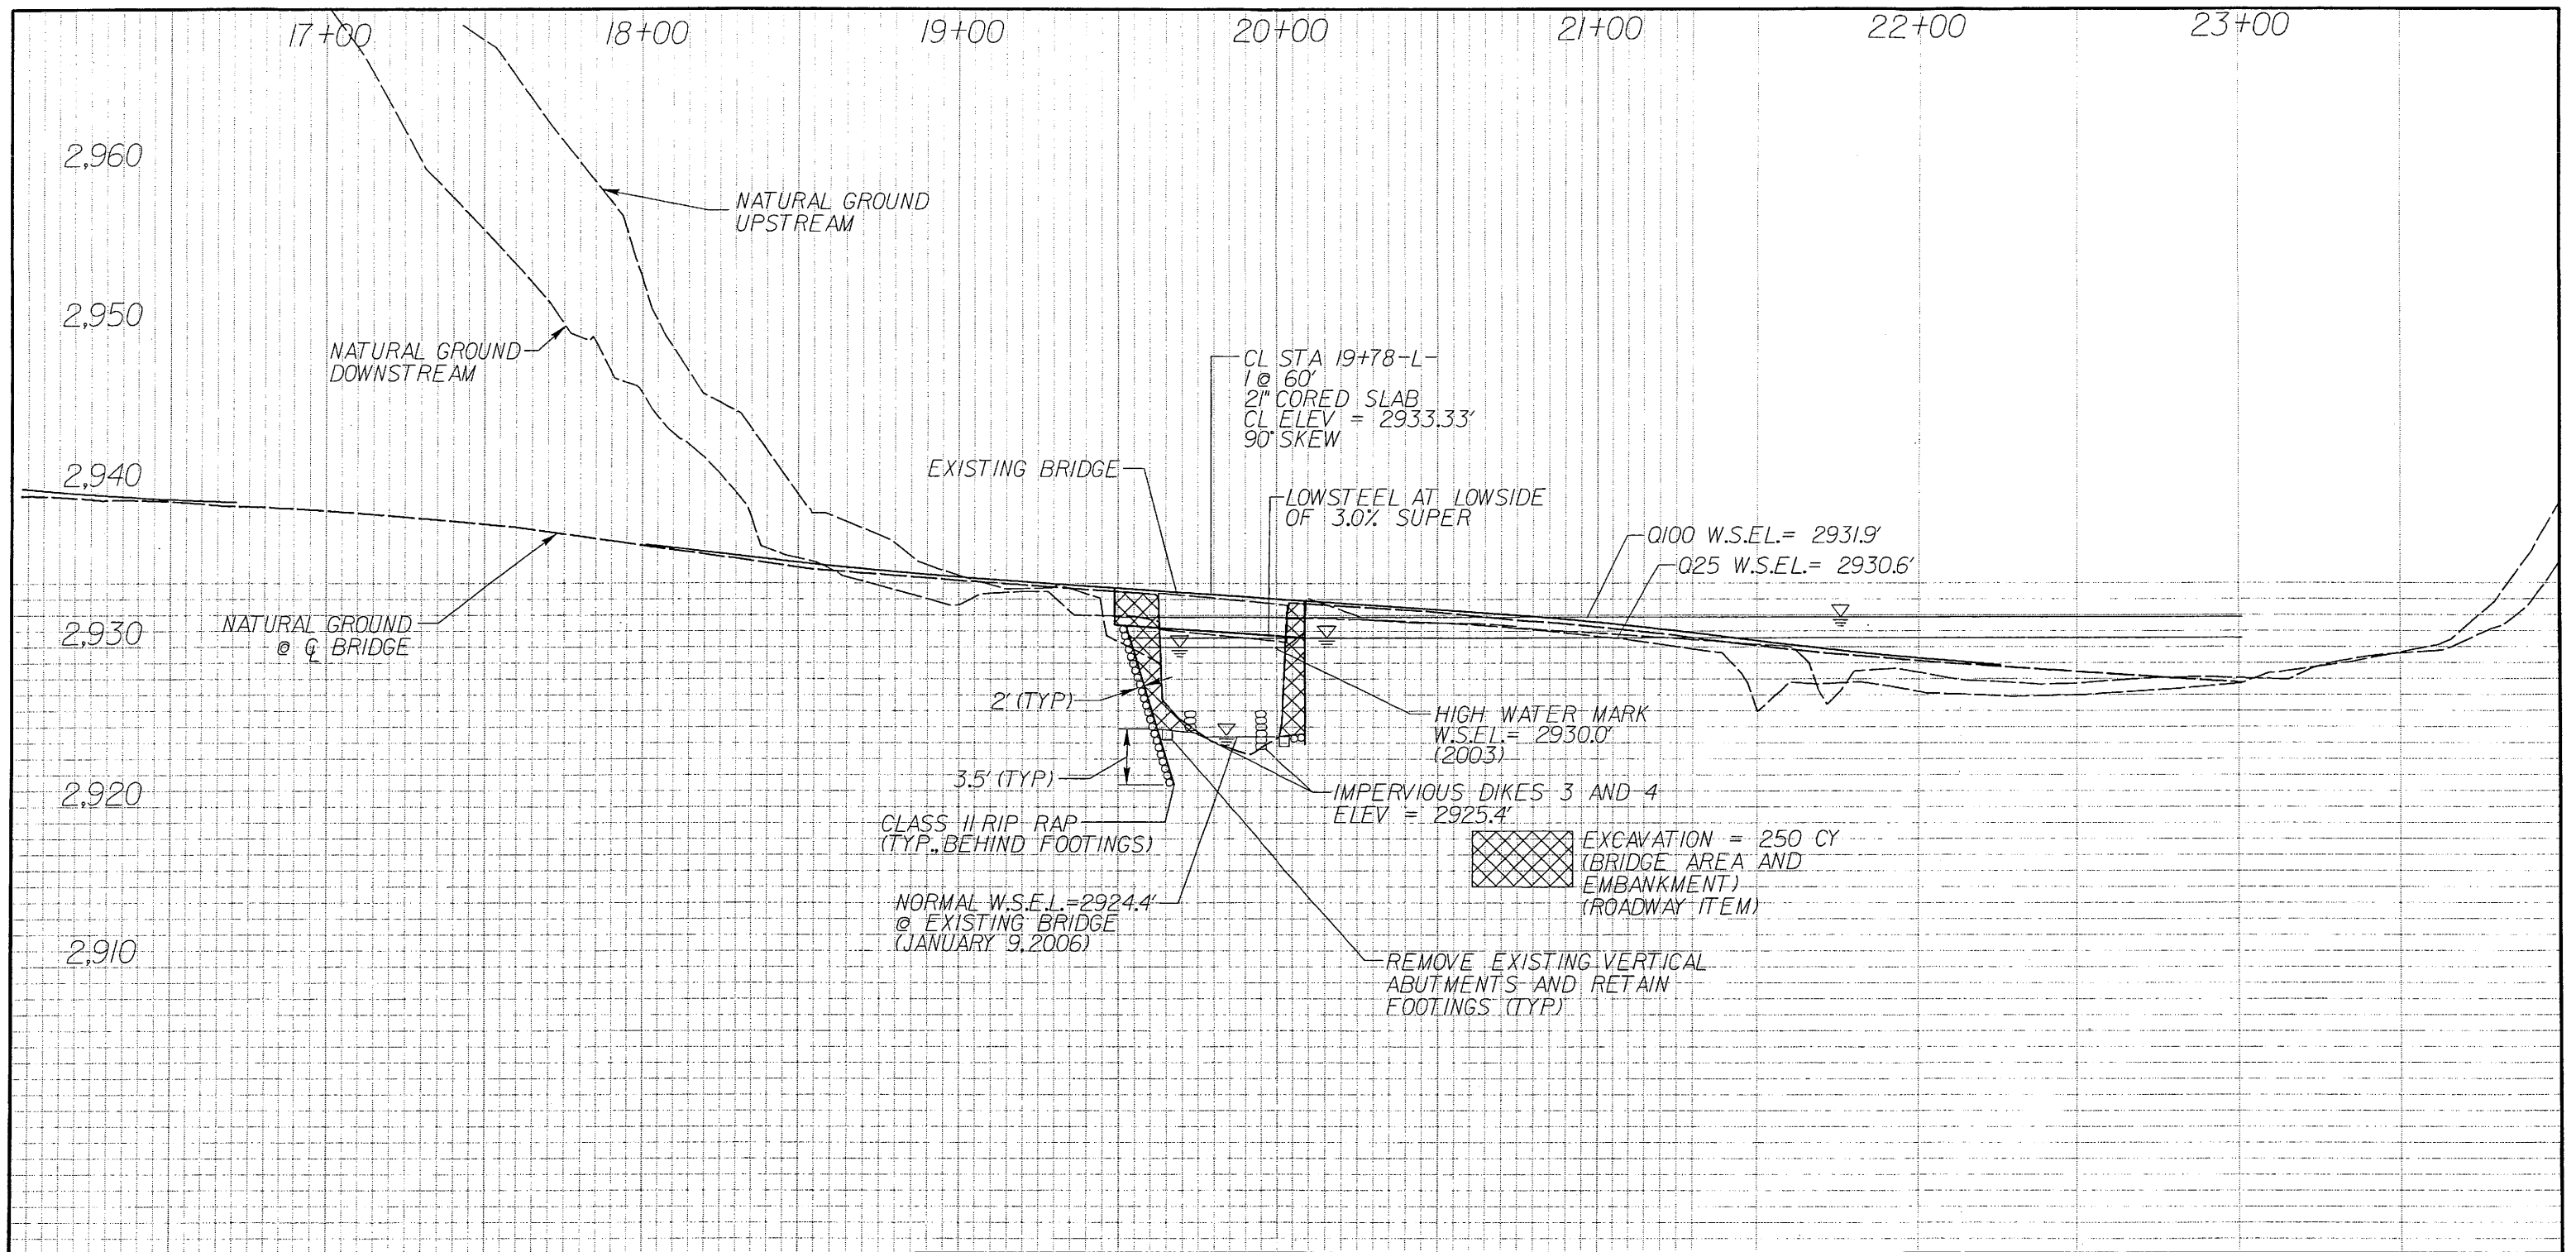 17+00 18+00 19+00 20+00 21+00 22+00 23+00
2,960
NATURAL GROUND
UPSTREAM
2,950
NATURAL GROUND
DOWNSTREAM
CL STA 19+78-L-
1 @ 60'
21" CORED SLAB
CL ELEV = 2933.33'
90° SKEW
2,940
EXISTING BRIDGE
LOWSTEEL AT LOWSIDE
OF 3.0% SUPER
Q100 W.S.EL.= 2931.9'
Q25 W.S.EL.= 2930.6'
2,930
NATURAL GROUND
@ ℄ BRIDGE
2' (TYP)
HIGH WATER MARK
W.S.EL.= 2930.0'
(2003)
3.5' (TYP)
2,920
IMPERVIOUS DIKES 3 AND 4
ELEV = 2925.4'
CLASS II RIP RAP
(TYP., BEHIND FOOTINGS)
EXCAVATION = 250 CY
(BRIDGE AREA AND
EMBANKMENT)
(ROADWAY ITEM)
NORMAL W.S.E.L.=2924.4'
@ EXISTING BRIDGE
(JANUARY 9,2006)
2,910
REMOVE EXISTING VERTICAL
ABUTMENTS AND RETAIN
FOOTINGS (TYP)